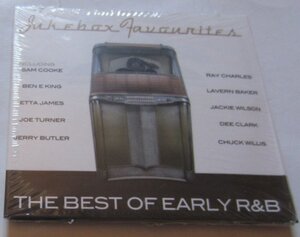 Jukebox Favourites
INCLUDING
SAM COOKE
BEN E KING
ETTA JAMES
JOE TURNER
JERRY BUTLER
RAY CHARLES
LAVERN BAKER
JACKIE WILSON
DEE CLARK
CHUCK WILLIS
THE BEST OF EARLY R&B